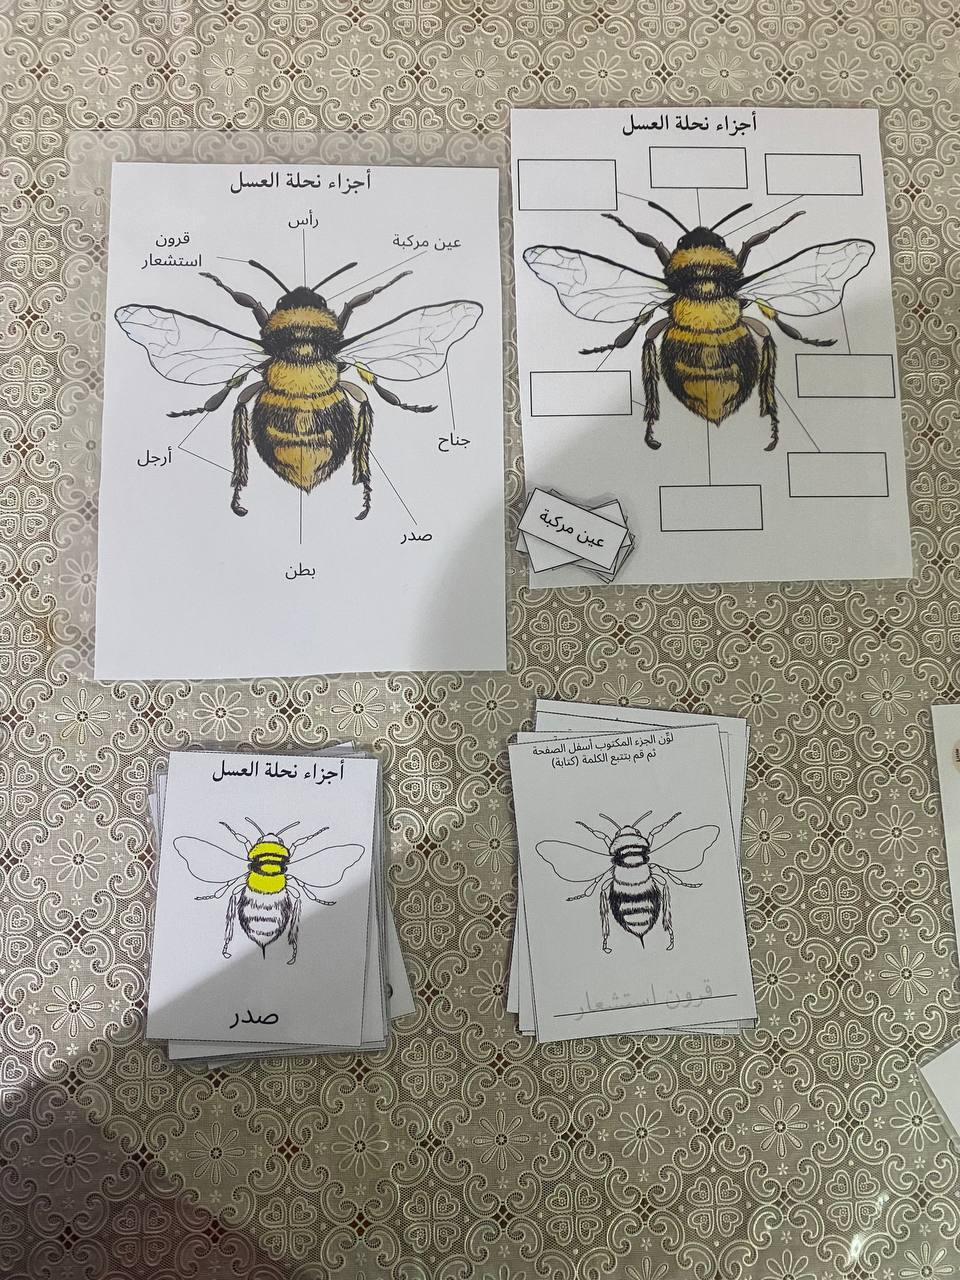 أجزاء نحلة العسل
رأس
قرون
استشعار
عين مركبة
أرجل
جناح
صدر
بطن
أجزاء نحلة العسل
عين مركبة
أجزاء نحلة العسل
صدر
لوّن الجزء المكتوب أسفل الصفحة
ثم قم بتتبع الكلمة (كتابة)
قرون استشعار